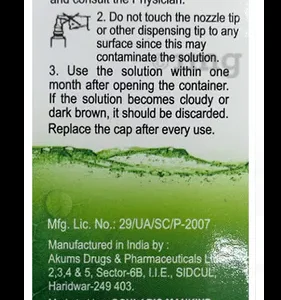 and consult the Physician.
2. Do not touch the nozzle tip
or other dispensing tip to any
surface since this may
contaminate the solution.
3. Use the solution within one
month after opening the container.
If the solution becomes cloudy or
dark brown, it should be discarded.
Replace the cap after every use.
Mfg. Lic. No.: 29/UA/SC/P-2007
Manufactured in India by :
Akums Drugs & Pharmaceuticals Ltd.
2,3,4 & 5, Sector-6B, I.I.E., SIDCUL,
Haridwar-249 403.